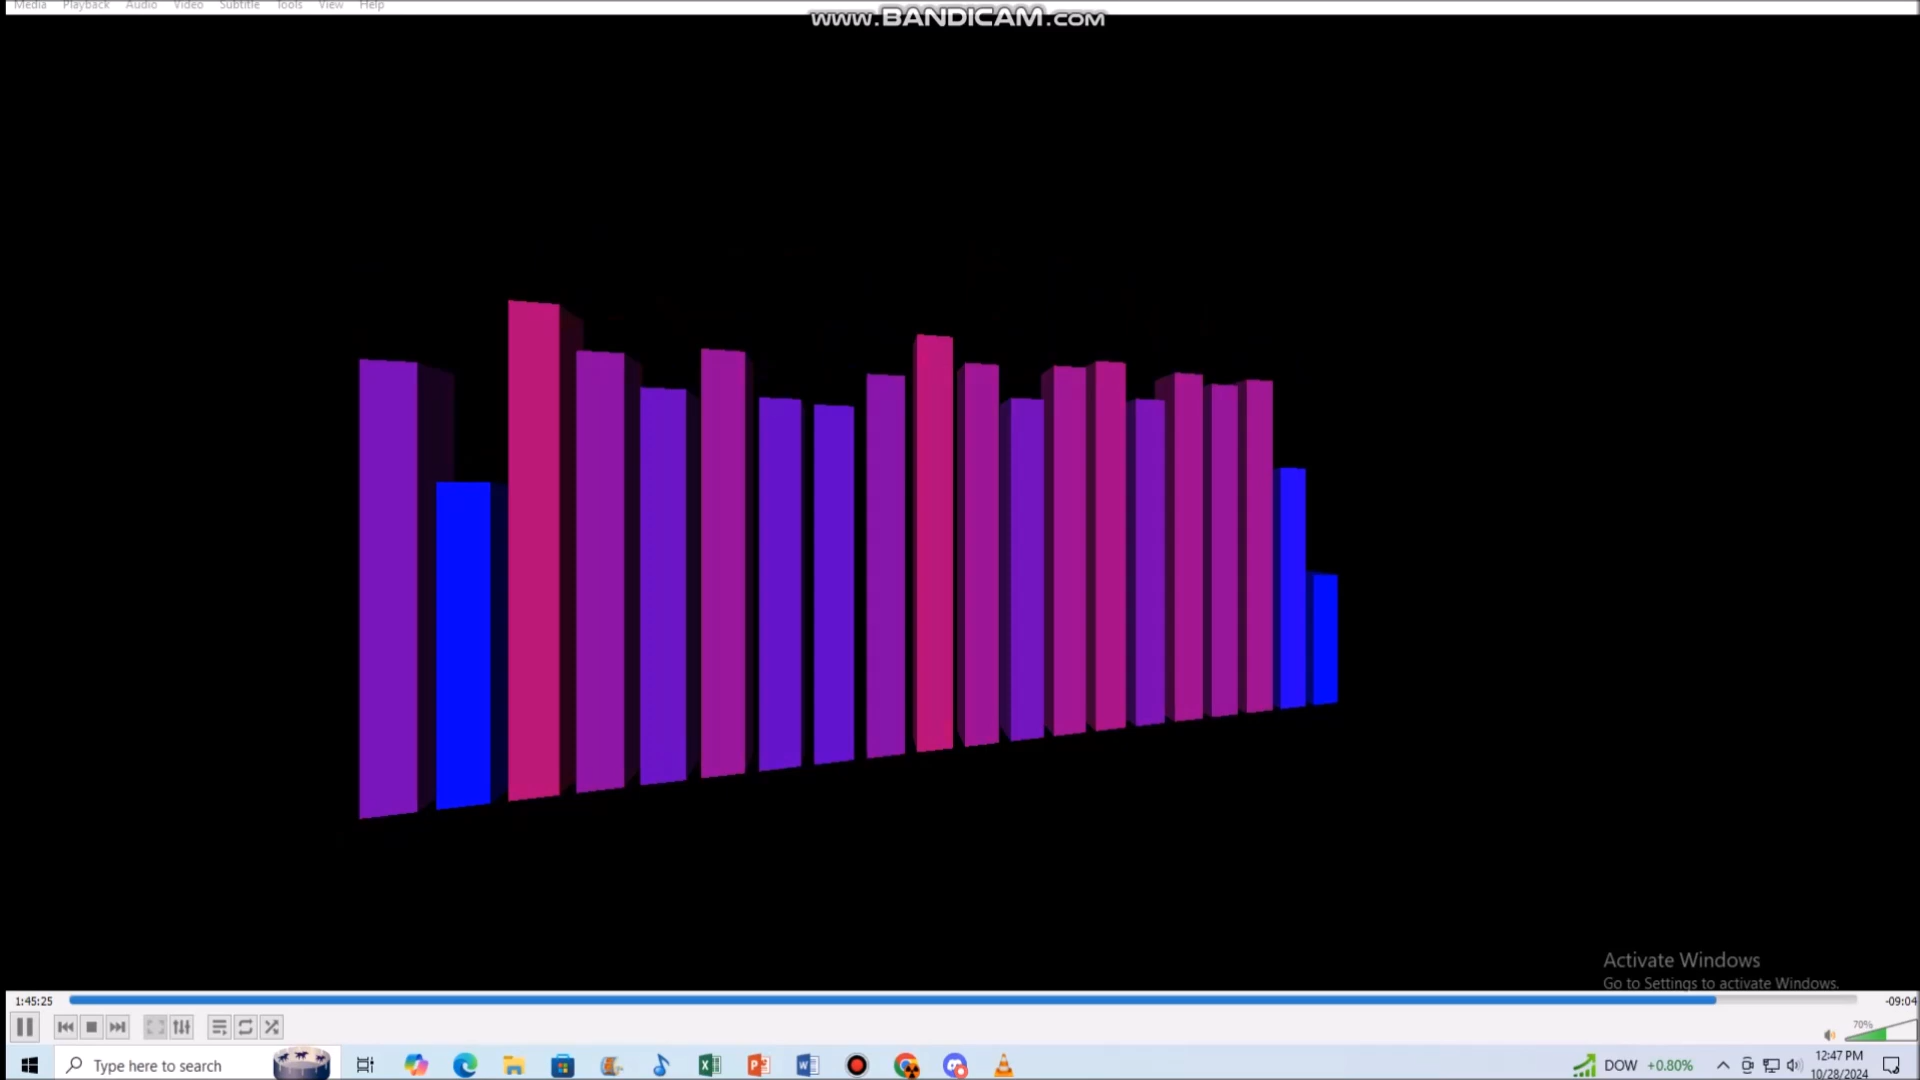 Media Playback Audio Video Subtitle Tools View Help
www.BANDICAM.com
Activate Windows
Go to Settings to activate Windows.
1:45:25
-09:04
70%
Type here to search
DOW +0.80%
12:47 PM
10/28/2024